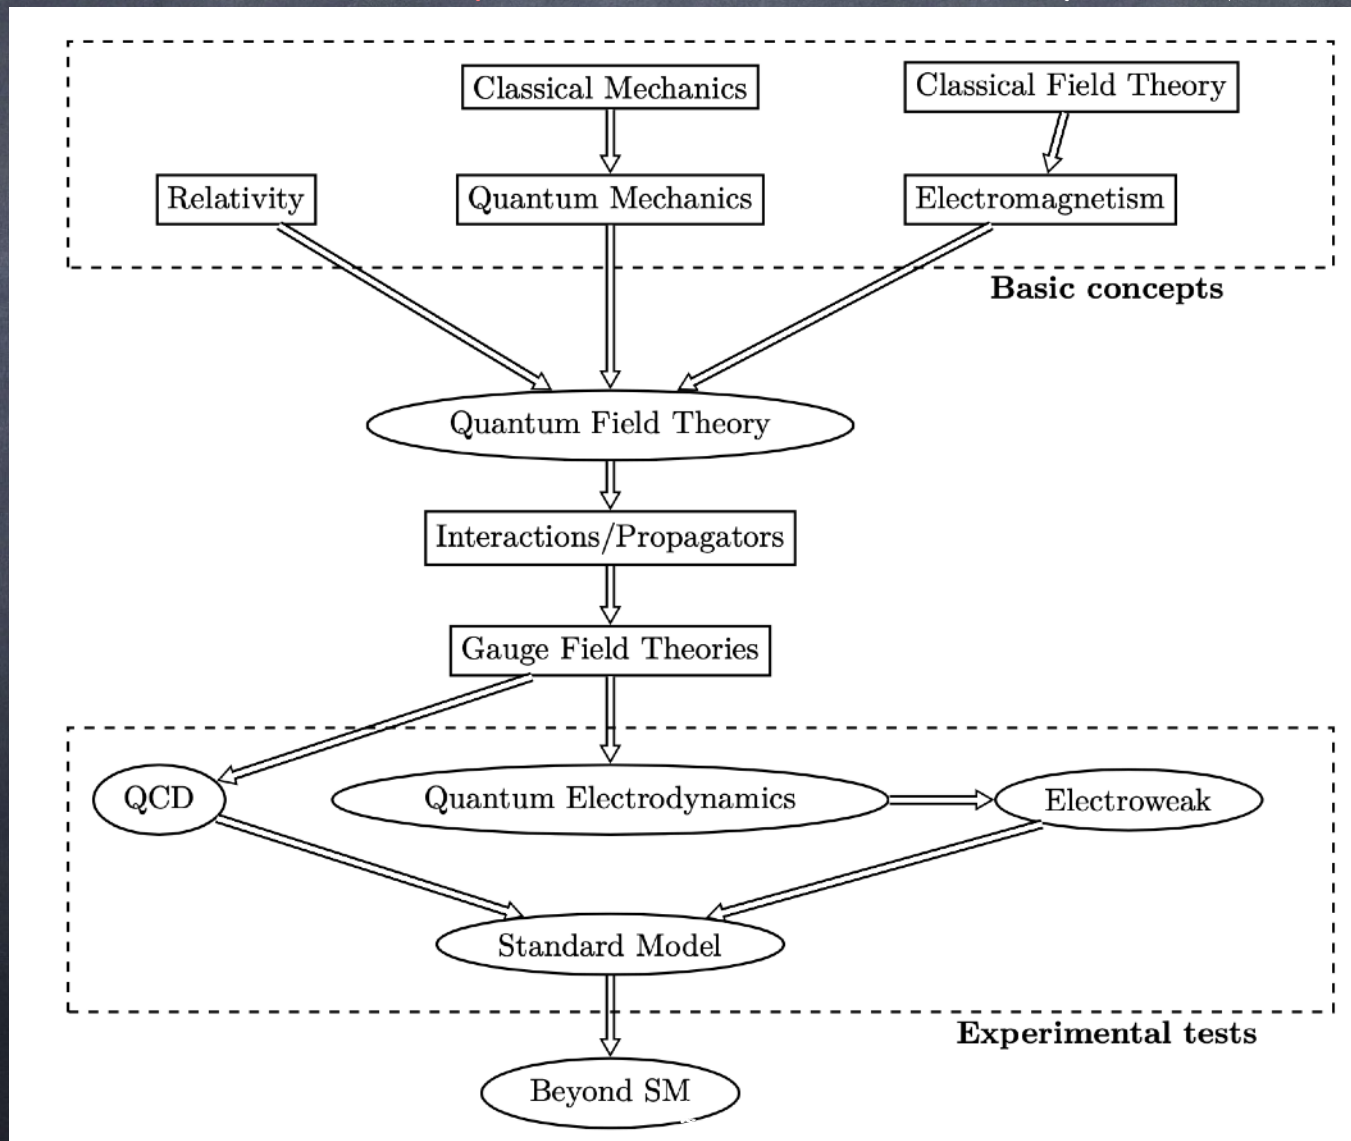 Classical Mechanics
Classical Field Theory
Relativity
Quantum Mechanics
Electromagnetism
Basic concepts
Quantum Field Theory
Interactions/Propagators
Gauge Field Theories
QCD
Quantum Electrodynamics
Electroweak
Standard Model
Experimental tests
Beyond SM